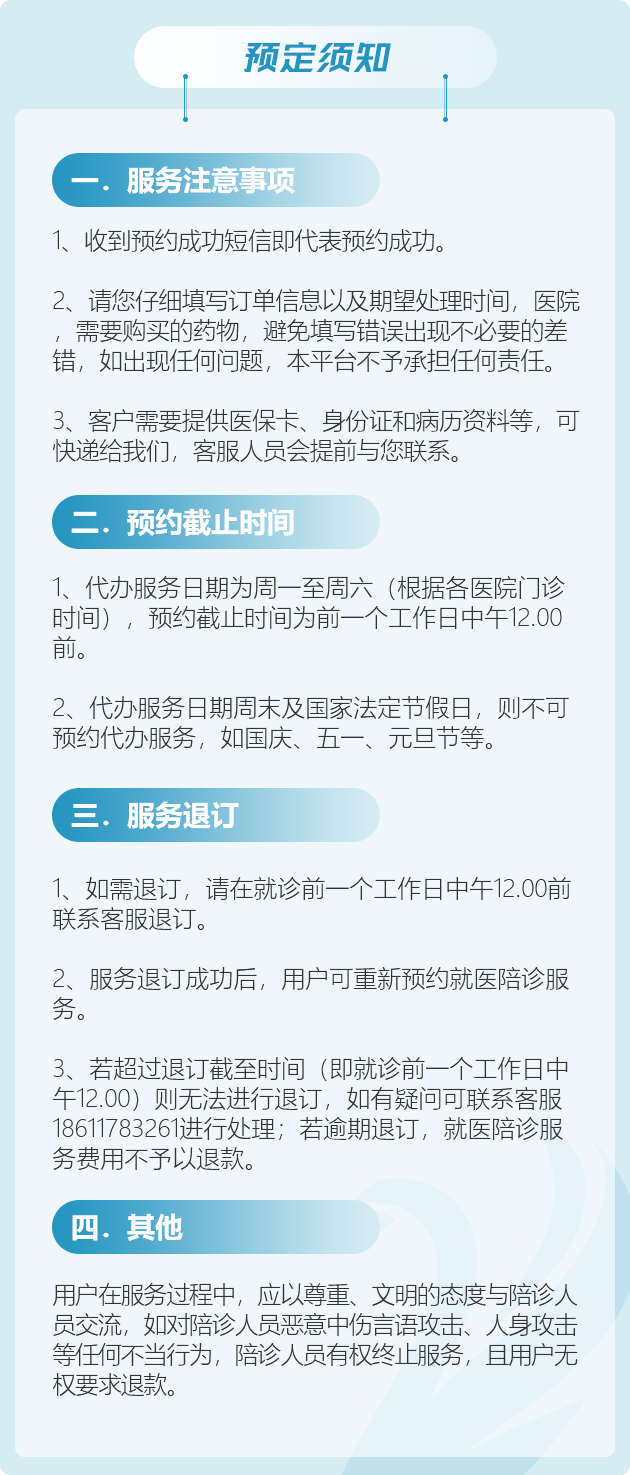 预定须知
一．服务注意事项
1、收到预约成功短信即代表预约成功。
2、请您仔细填写订单信息以及期望处理时间，医院
，需要购买的药物，避免填写错误出现不必要的差
错，如出现任何问题，本平台不予承担任何责任。
3、客户需要提供医保卡、身份证和病历资料等，可
快递给我们，客服人员会提前与您联系。
二．预约截止时间
1、代办服务日期为周一至周六（根据各医院门诊
时间），预约截止时间为前一个工作日中午12.00
前。
2、代办服务日期周末及国家法定节假日，则不可
预约代办服务，如国庆、五一、元旦节等。
三．服务退订
1、如需退订，请在就诊前一个工作日中午12.00前
联系客服退订。
2、服务退订成功后，用户可重新预约就医陪诊服
务。
3、若超过退订截至时间（即就诊前一个工作日中
午12.00）则无法进行退订，如有疑问可联系客服
18611783261进行处理；若逾期退订，就医陪诊服
务费用不予以退款。
四．其他
用户在服务过程中，应以尊重、文明的态度与陪诊人
员交流，如对陪诊人员恶意中伤言语攻击、人身攻击
等任何不当行为，陪诊人员有权终止服务，且用户无
权要求退款。